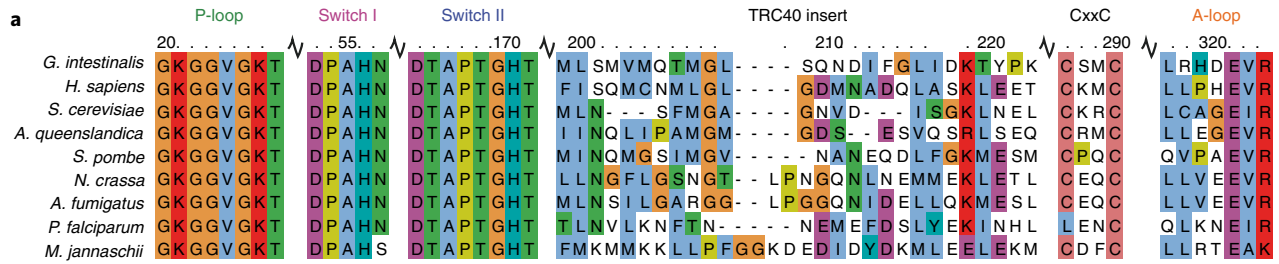 a
P-loop Switch I Switch II TRC40 insert CxxC A-loop
20 . . . . . 55 . . . . . . . 170 . 200 . . . . . . . . . 210 . . . . . . . . . 220 . . . . . 290 . . 320 . . .
G. intestinalis GKGGVGKT DPAHN DTAPTGHT MLSMVMQTMGL----SQNDIFGLIDKTYPK CSMC LRHDEVR
H. sapiens GKGGVGKT DPAHN DTAPTGHT FISQMCNMLGL----GDMNADQLASKLEET CKMC LLPHEVR
S. cerevisiae GKGGVGKT DPAHN DTAPTGHT MLN---SFMGA----GNVD---ISGKLNEL CKRC LCAGEIR
A. queenslandica GKGGVGKT DPAHN DTAPTGHT IINQLIPAMGM----GDS--ESVQSRLSEQ CRMC LLEGEVR
S. pombe GKGGVGKT DPAHN DTAPTGHT MINQMGSIMGV-----NANEQDLFGKMESM CPQC QVPAEVR
N. crassa GKGGVGKT DPAHN DTAPTGHT LLNGFLGSNGT--LPNGQNLNEMMEKLETL CEQC LLVEEVR
A. fumigatus GKGGVGKT DPAHN DTAPTGHT MLNSILGARGG--LPGGQNIDELLQKMESL CEQC LLVEEVR
P. falciparum GKGGVGKT DPAHN DTAPTGHT TLNVLKNFTN-----NEMEFDSLYEKINHL LENC QLKNEIR
M. jannaschii GKGGVGKT DPAHS DTAPTGHT FMKMMKKLLPFGGKDEDIDYDKMLEELEKM CDFC LLRTEAK